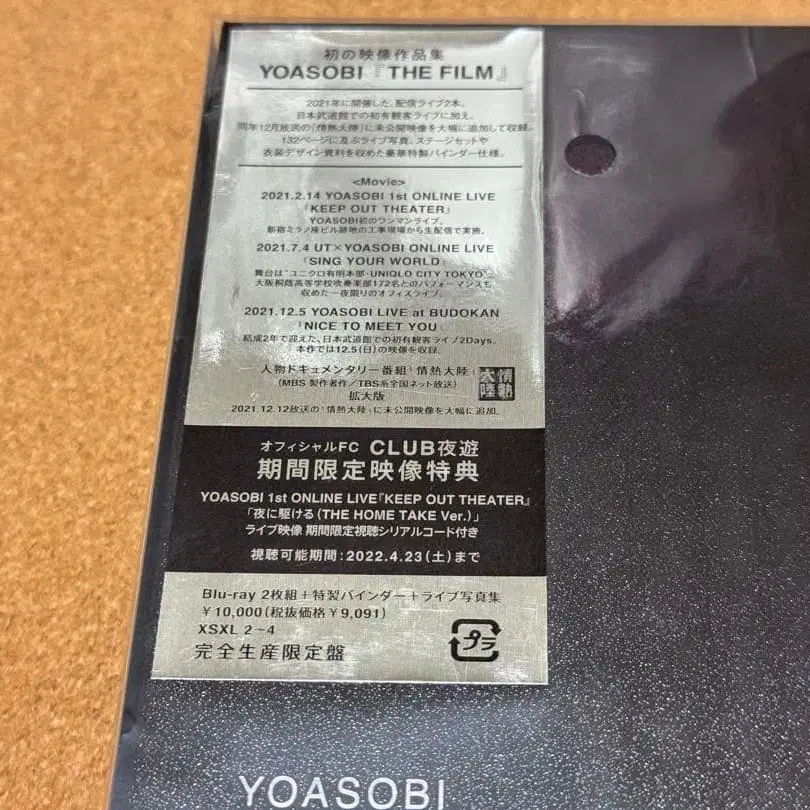 初の映像作品集
YOASOBI『THE FILM』
2021年に開催した、配信ライブ2本、
日本武道館での初有観客ライブに加え、
同年12月放送の「情熱大陸」に未公開映像を大幅に追加して収録。
132ページに及ぶライブ写真、ステージセットや
衣装デザイン資料を収めた豪華特製バインダー仕様。
<Movie>
2021.2.14 YOASOBI 1st ONLINE LIVE
『KEEP OUT THEATER』
YOASOBI初のワンマンライブ。
新宿ミラノ座ビル跡地の工事現場から生配信で実施。
2021.7.4 UT×YOASOBI ONLINE LIVE
『SING YOUR WORLD』
舞台は"ユニクロ有明本部・UNIQLO CITY TOKYO"
大阪桐蔭高等学校吹奏楽部172名とのパフォーマンスも
収めた一夜限りのオフィスライブ。
2021.12.5 YOASOBI LIVE at BUDOKAN
『NICE TO MEET YOU』
結成2年で迎えた、日本武道館での初有観客ライブ2Days。
本作では12.5(日)の映像を収録。
人物ドキュメンタリー番組「情熱大陸」
(MBS 製作著作/TBS系全国ネット放送)
情熱大陸
拡大版
2021.12.12放送の「情熱大陸」に未公開映像を大幅に追加。
オフィシャルFC CLUB夜遊
期間限定映像特典
YOASOBI 1st ONLINE LIVE『KEEP OUT THEATER』
「夜に駆ける(THE HOME TAKE Ver.)」
ライブ映像 期間限定視聴シリアルコード付き
視聴可能期間:2022.4.23(土)まで
Blu-ray 2枚組+特製バインダー+ライブ写真集
¥10,000(税抜価格¥9,091)
XSXL 2~4
完全生産限定盤
プラ
YOASOBI